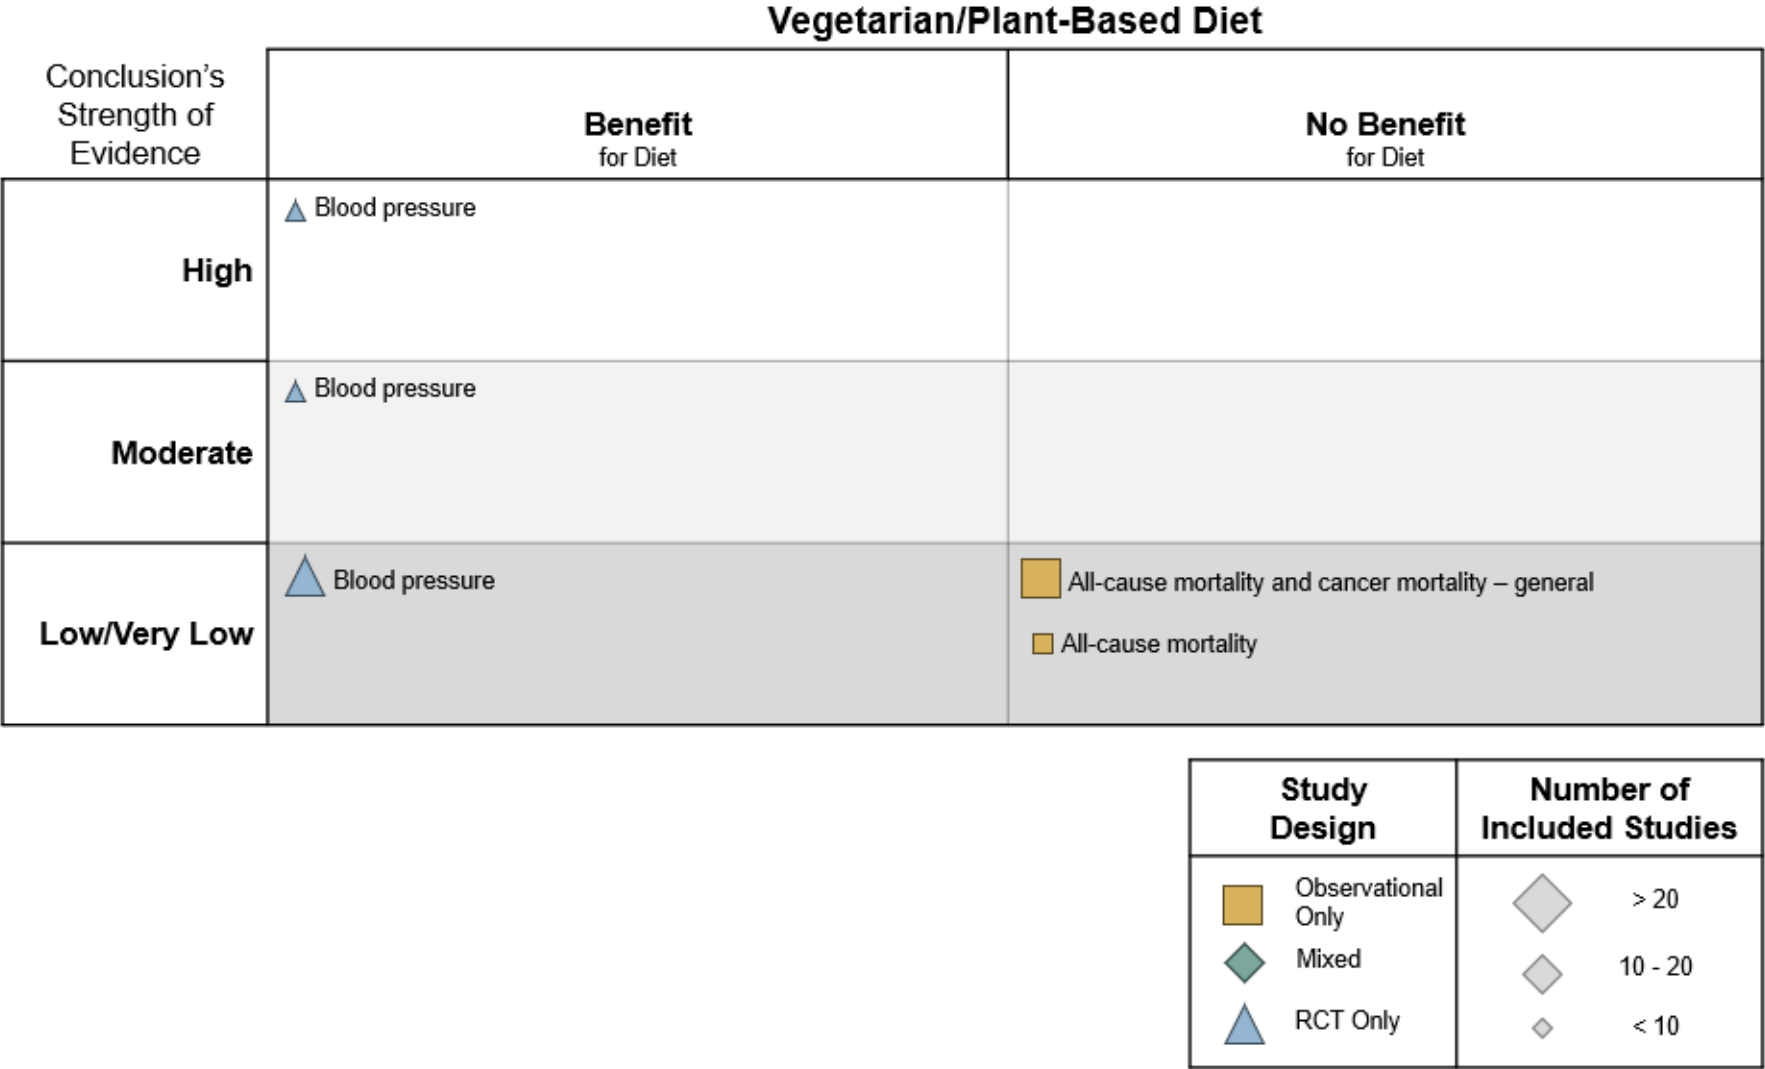 Vegetarian/Plant-Based Diet
Conclusion's
Strength of
Evidence
Benefit
for Diet
No Benefit
for Diet
High
Blood pressure
Moderate
Blood pressure
Low/Very Low
Blood pressure
All-cause mortality and cancer mortality – general
All-cause mortality
Study
Design
Number of
Included Studies
Observational
Only
> 20
Mixed
10 - 20
RCT Only
< 10